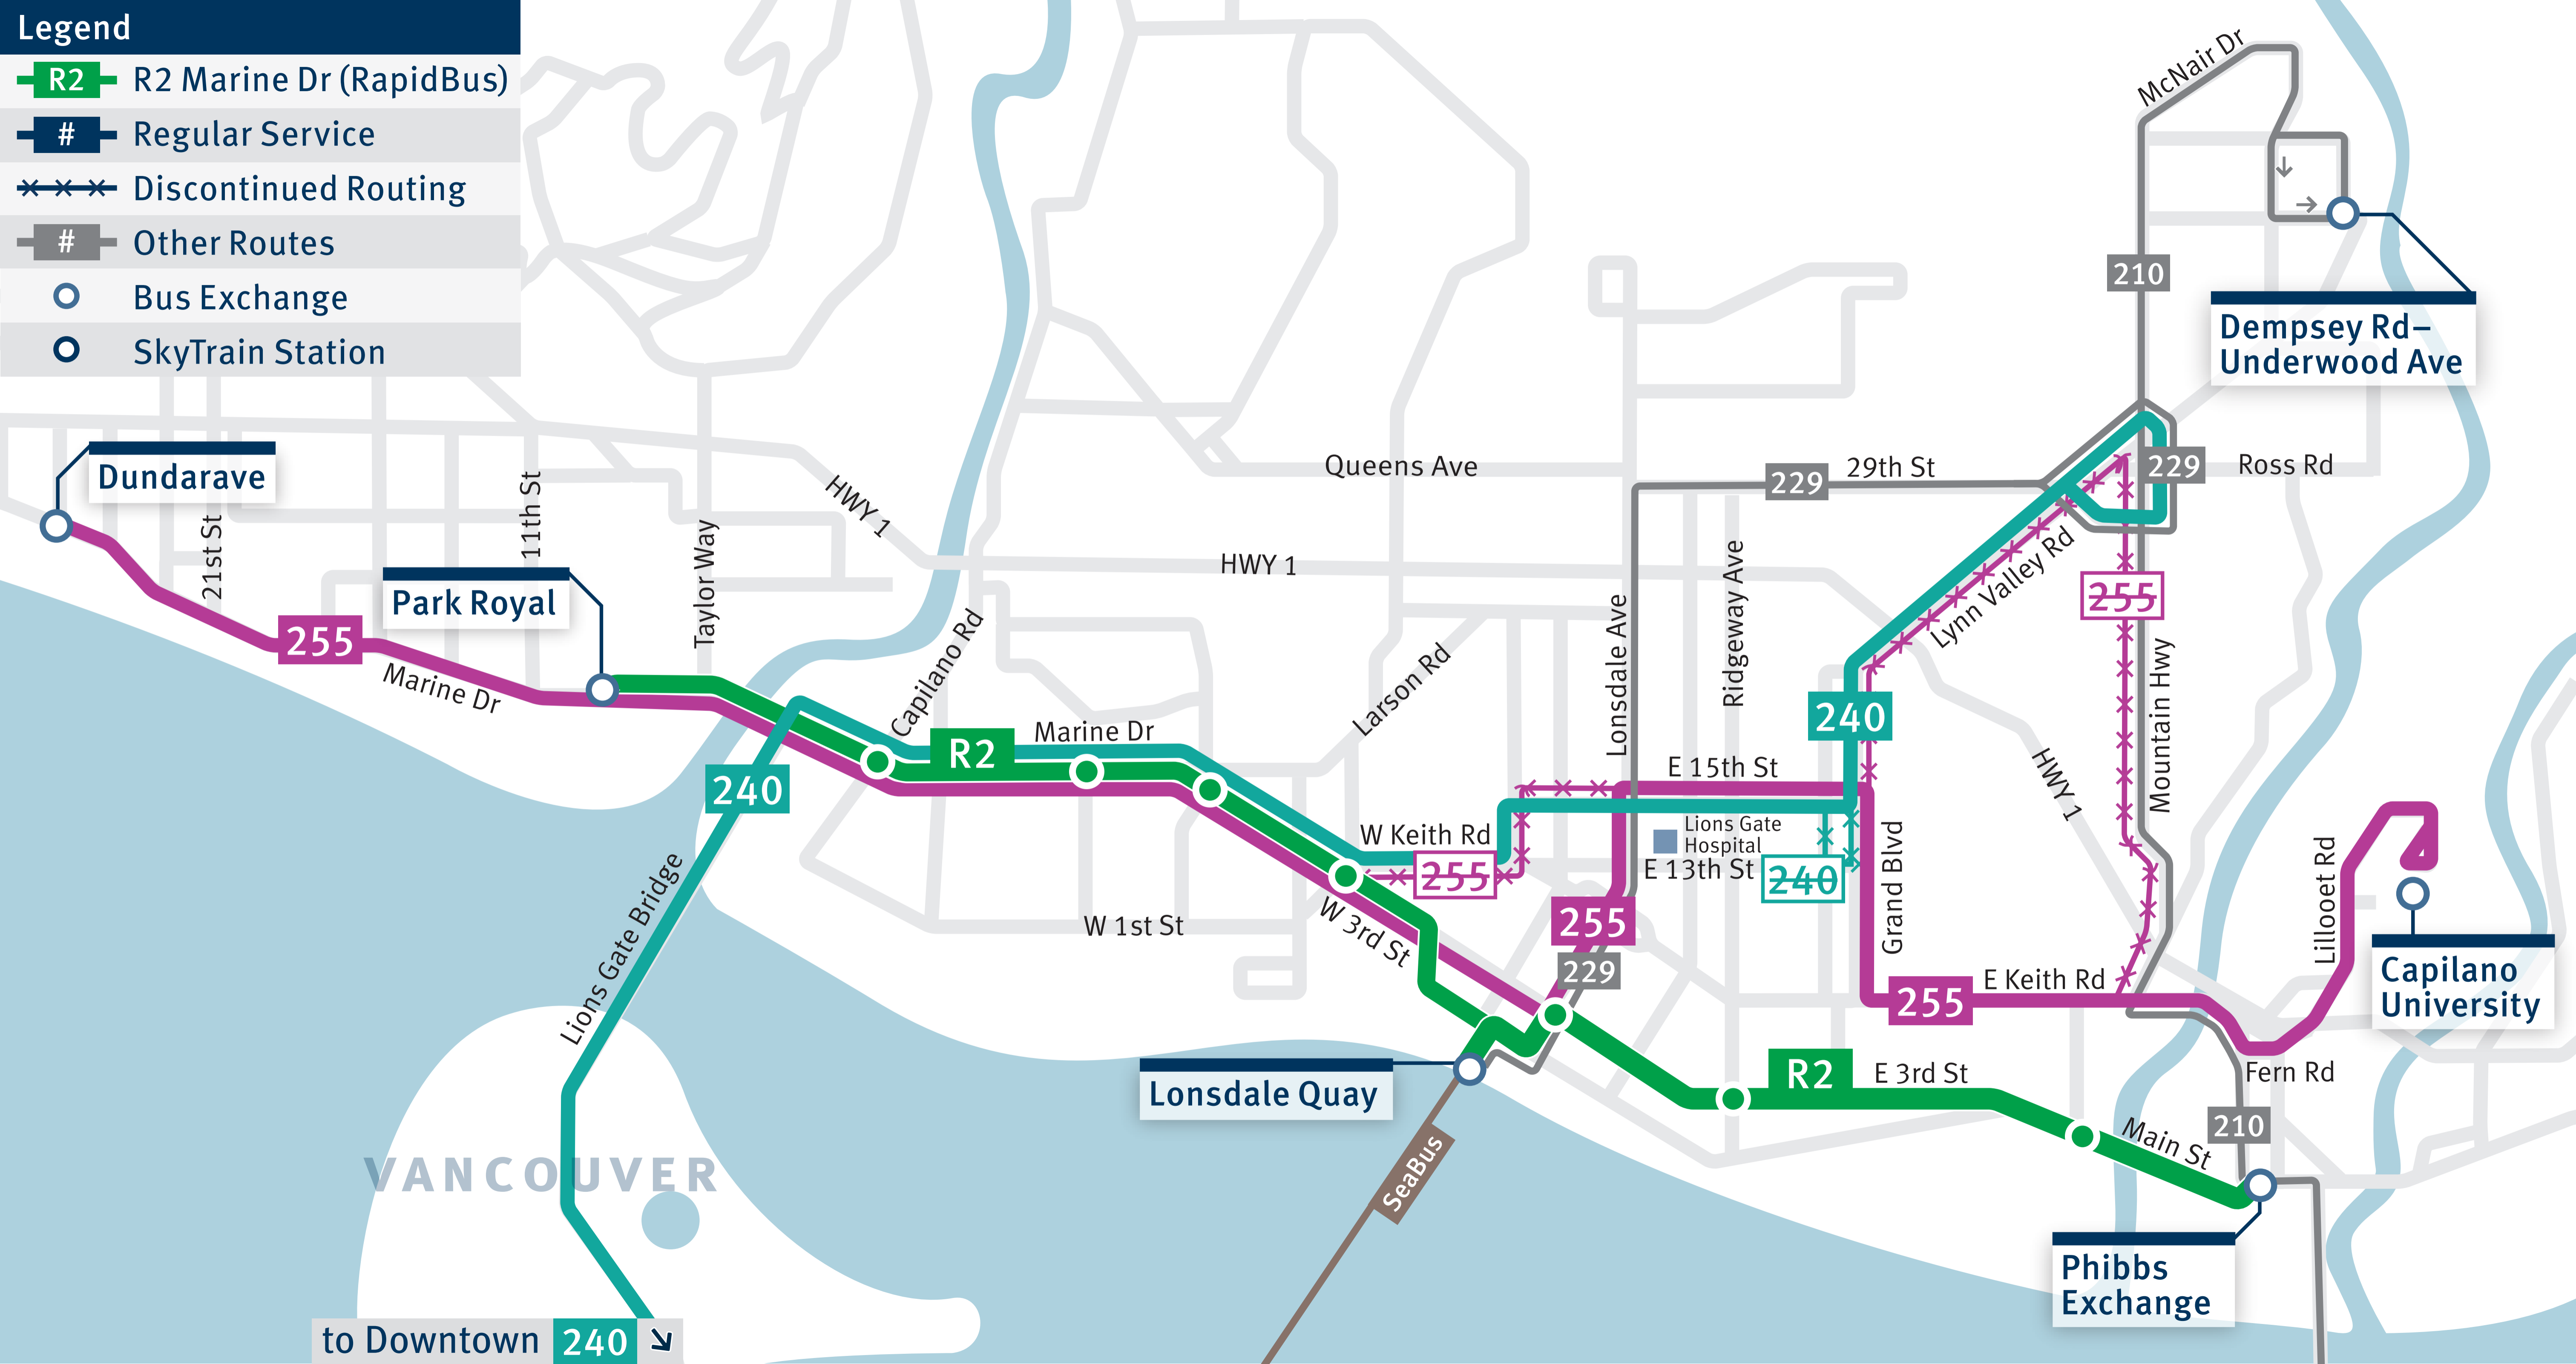 Legend
R2 R2 Marine Dr (RapidBus)
# Regular Service
Discontinued Routing
# Other Routes
Bus Exchange
SkyTrain Station
McNair Dr
210
Dempsey Rd–
Underwood Ave
Dundarave
21st St
11th St
Taylor Way
HWY 1
Queens Ave
229
29th St
229
Ross Rd
HWY 1
Park Royal
255
Marine Dr
Capilano Rd
Larson Rd
Lonsdale Ave
Ridgeway Ave
Lynn Valley Rd
255
Mountain Hwy
240
R2
Marine Dr
240
E 15th St
HWY 1
W Keith Rd
255
Lions Gate
Hospital
E 13th St
240
Grand Blvd
Lillooet Rd
Lions Gate Bridge
W 1st St
W 3rd St
255
229
255
E Keith Rd
Capilano
University
Lonsdale Quay
R2
E 3rd St
Fern Rd
210
Main St
SeaBus
VANCOUVER
Phibbs
Exchange
to Downtown 240